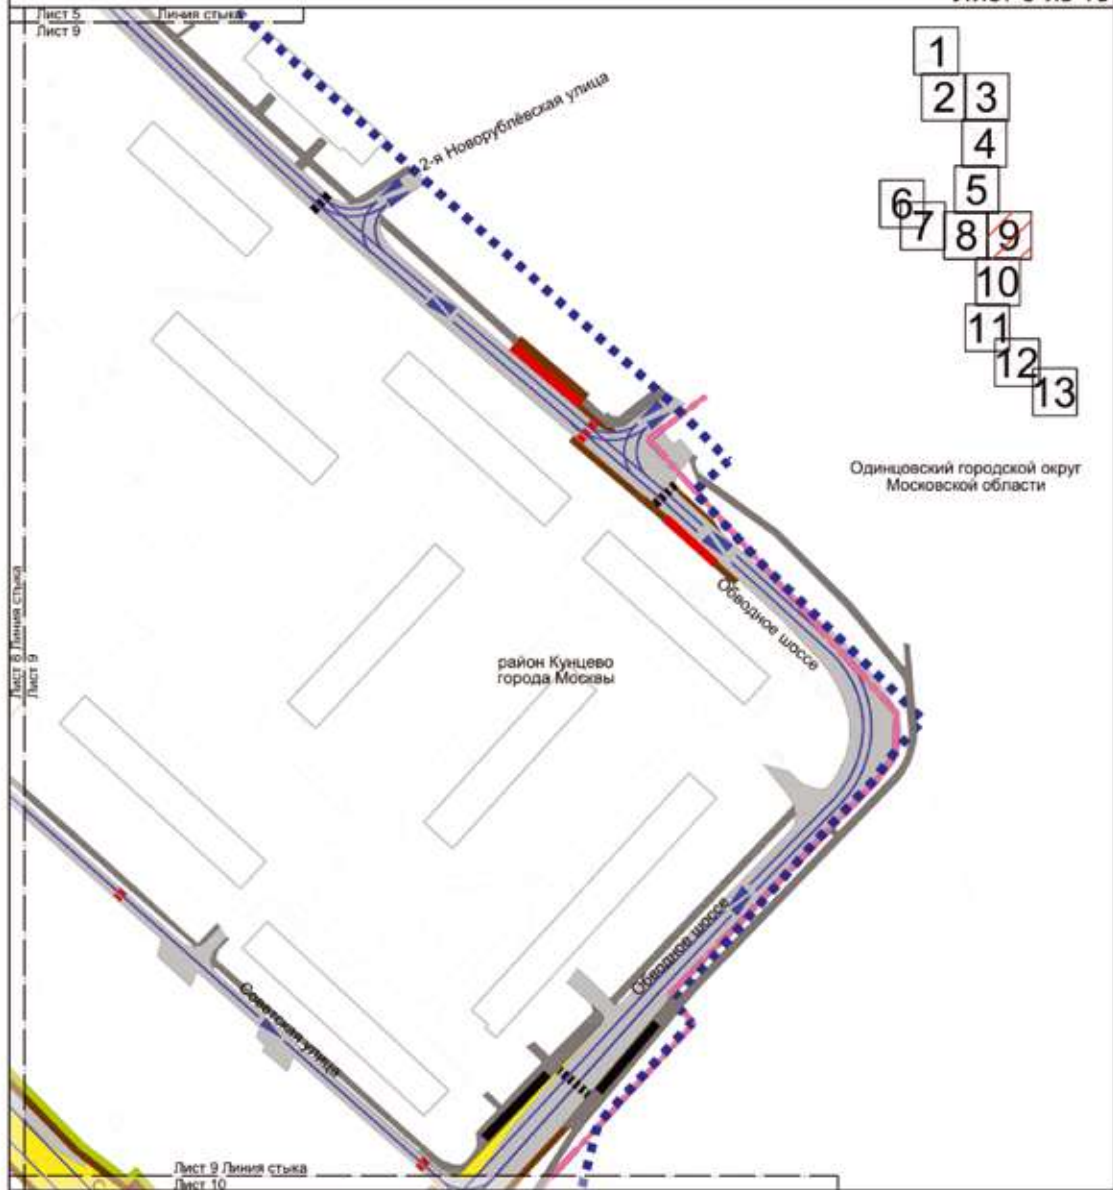 Лист 5 Линия стыка
Лист 9
2-я Новорублёвская улица
1
2 3
4
5
6
7 8 9
10
11
12
13
Одинцовский городской округ
Московской области
Обводное шоссе
Лист 8 Линия стыка
Лист 9
район Кунцево
города Москвы
Обводное шоссе
Советская улица
Лист 9 Линия стыка
Лист 10